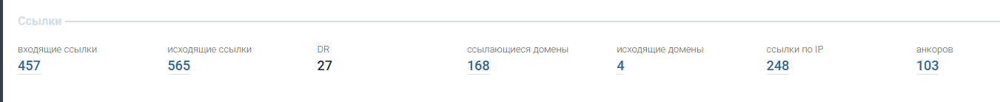 Ссылки
входящие ссылки исходящие ссылки DR ссылающиеся домены исходящие домены ссылки по IP анкоров
457 565 27 168 4 248 103